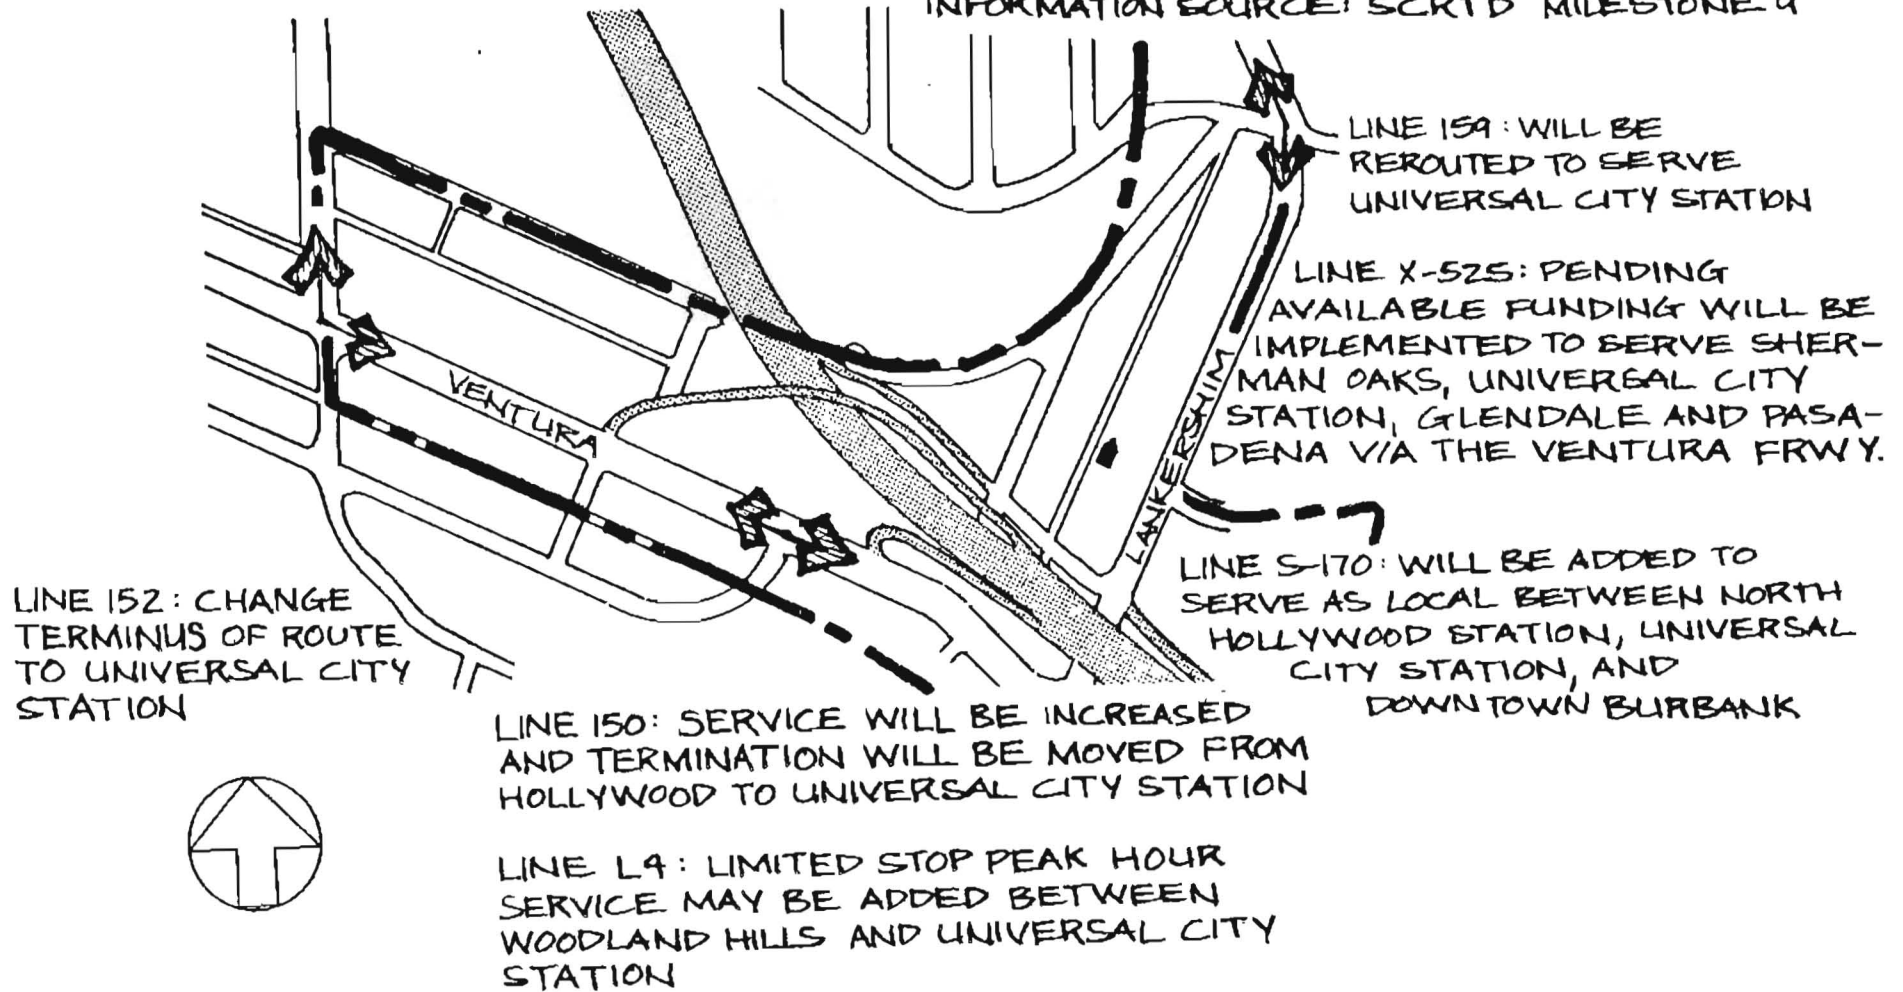 INFORMATION SOURCE: SCRTD MILESTONE 9
LINE 159: WILL BE
REROUTED TO SERVE
UNIVERSAL CITY STATION
LINE X-525: PENDING
AVAILABLE FUNDING WILL BE
IMPLEMENTED TO SERVE SHER-
MAN OAKS, UNIVERSAL CITY
STATION, GLENDALE AND PASA-
DENA VIA THE VENTURA FRWY.
VENTURA
LANKERSHIM
LINE S-170: WILL BE ADDED TO
SERVE AS LOCAL BETWEEN NORTH
HOLLYWOOD STATION, UNIVERSAL
CITY STATION, AND
DOWNTOWN BURBANK
LINE 152: CHANGE
TERMINUS OF ROUTE
TO UNIVERSAL CITY
STATION
LINE 150: SERVICE WILL BE INCREASED
AND TERMINATION WILL BE MOVED FROM
HOLLYWOOD TO UNIVERSAL CITY STATION
LINE L4: LIMITED STOP PEAK HOUR
SERVICE MAY BE ADDED BETWEEN
WOODLAND HILLS AND UNIVERSAL CITY
STATION